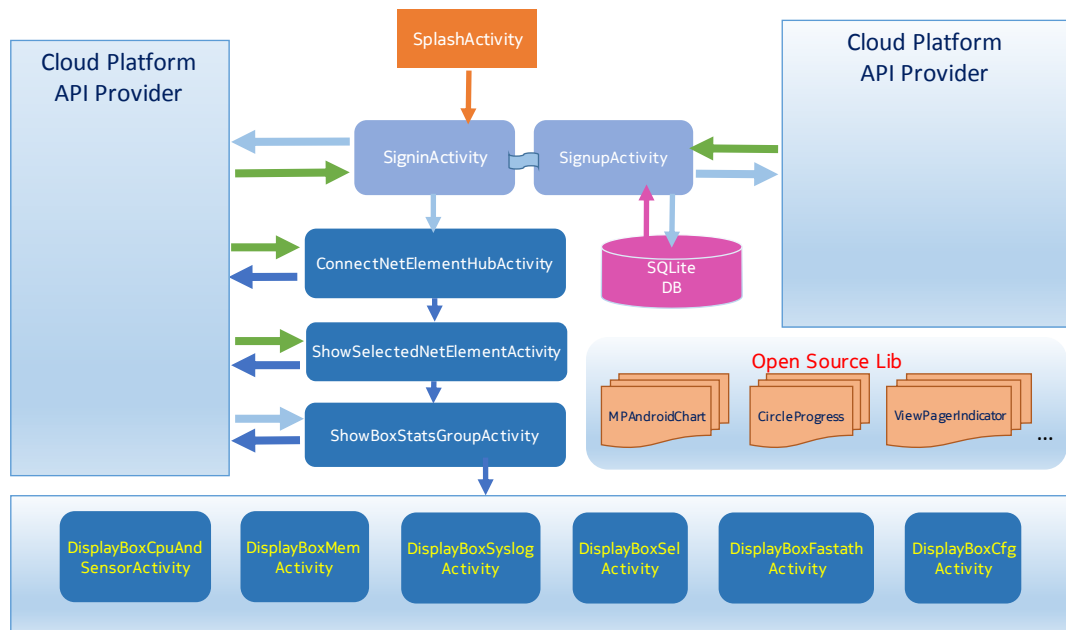 SplashActivity
Cloud Platform
API Provider
Cloud Platform
API Provider
SigninActivity
SignupActivity
ConnectNetElementHubActivity
SQLite
DB
ShowSelectedNetElementActivity
Open Source Lib
MPAndroidChart
CircleProgress
ViewPagerIndicator
...
ShowBoxStatsGroupActivity
DisplayBoxCpuAnd
SensorActivity
DisplayBoxMem
Activity
DisplayBoxSyslog
Activity
DisplayBoxSel
Activity
DisplayBoxFastath
Activity
DisplayBoxCfg
Activity